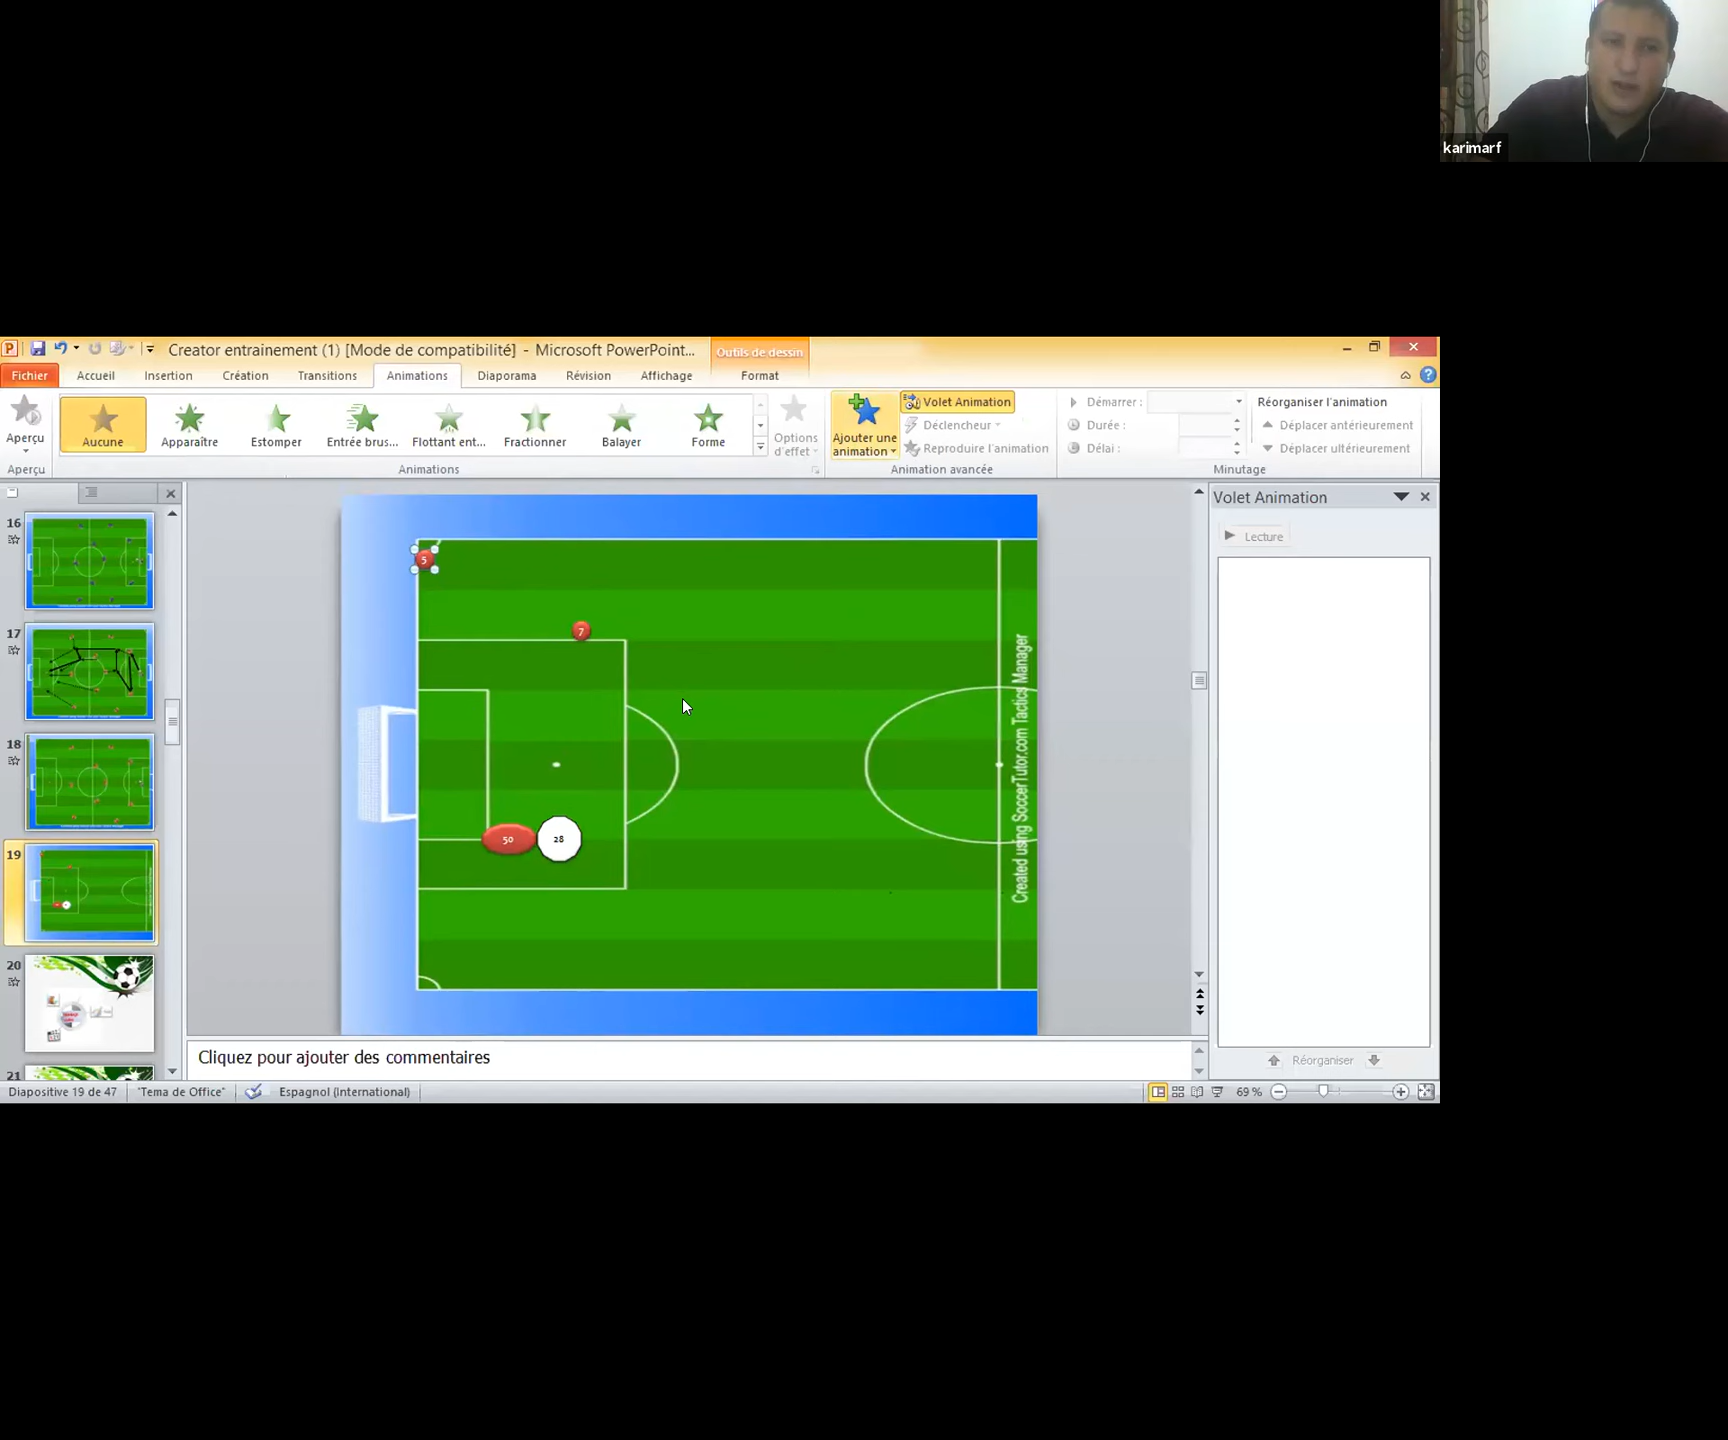 karimarf
Creator entrainement (1) [Mode de compatibilité] - Microsoft PowerPoint...
Outils de dessin
Fichier
Accueil
Insertion
Création
Transitions
Animations
Diaporama
Révision
Affichage
Format
Aperçu
Aucune
Apparaître
Estomper
Entrée brus...
Flottant ent...
Fractionner
Balayer
Forme
Options
d'effet
Ajouter une
animation
Volet Animation
Déclencheur
Reproduire l'animation
Démarrer :
Durée :
Délai :
Réorganiser l'animation
Déplacer antérieurement
Déplacer ultérieurement
Aperçu
Animations
Animation avancée
Minutage
16
17
18
19
20
21
5
7
50
28
Created using SoccerTutor.com Tactics Manager
Volet Animation
Lecture
Réorganiser
Cliquez pour ajouter des commentaires
Diapositive 19 de 47
"Tema de Office"
Espagnol (International)
69 %